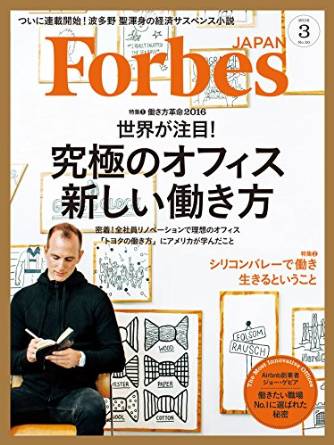 ついに連載開始!波多野 聖渾身の経済サスペンス小説
Forbes
JAPAN
3
特集1 働き方革命2016
世界が注目!
究極のオフィス
新しい働き方
密着!全社員リノベーションで理想のオフィス
「トヨタの働き方」にアメリカが学んだこと
特集2
シリコンバレーで働き
生きるということ
FOLSOM
RAUSCH
WOOD
PAPER
The Most Innovative Offices
Airbnb創業者
ジョー・ゲビア
働きたい職場
No.1に選ばれた
秘密